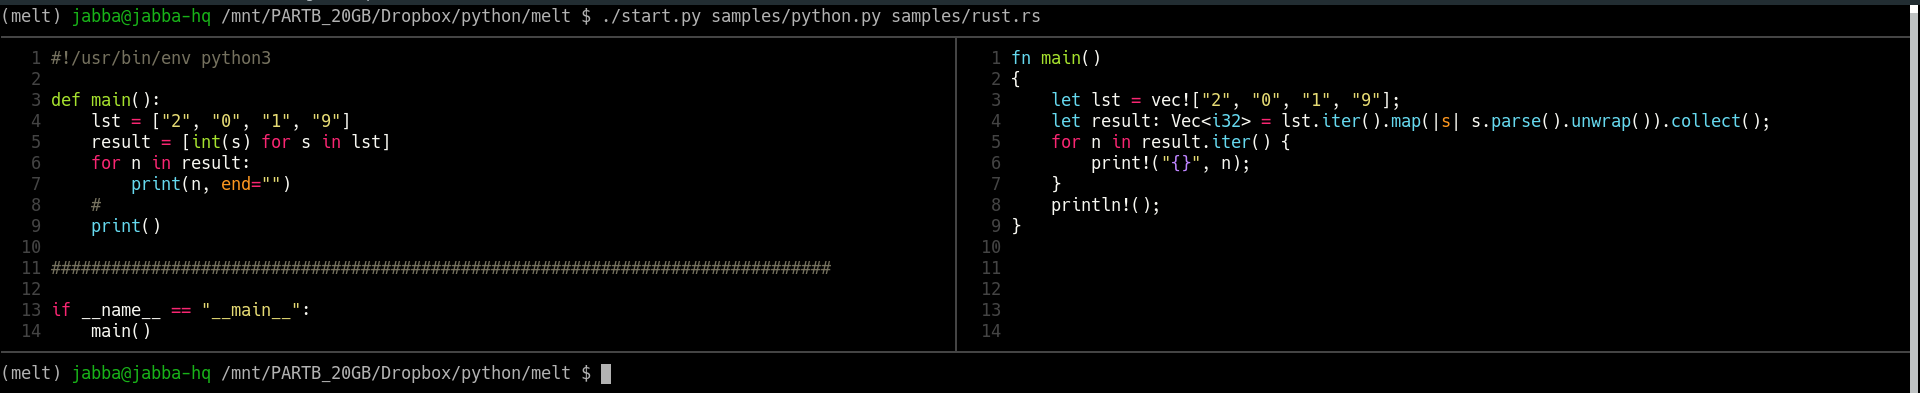 (melt) jabba@jabba-hq /mnt/PARTB_20GB/Dropbox/python/melt $ ./start.py samples/python.py samples/rust.rs
1 #!/usr/bin/env python3
2
3 def main():
4     lst = ["2", "0", "1", "9"]
5     result = [int(s) for s in lst]
6     for n in result:
7         print(n, end="")
8     #
9     print()
10
11 ##############################################################################
12
13 if __name__ == "__main__":
14     main()
1 fn main()
2 {
3     let lst = vec!["2", "0", "1", "9"];
4     let result: Vec<i32> = lst.iter().map(|s| s.parse().unwrap()).collect();
5     for n in result.iter() {
6         print!("{}", n);
7     }
8     println!();
9 }
10
11
12
13
14
(melt) jabba@jabba-hq /mnt/PARTB_20GB/Dropbox/python/melt $